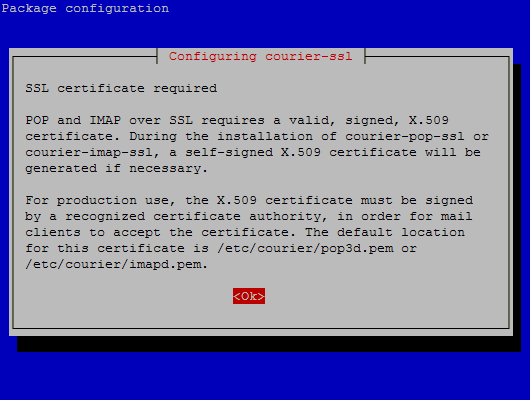 Package configuration
Configuring courier-ssl
SSL certificate required
POP and IMAP over SSL requires a valid, signed, X.509
certificate. During the installation of courier-pop-ssl or
courier-imap-ssl, a self-signed X.509 certificate will be
generated if necessary.
For production use, the X.509 certificate must be signed
by a recognized certificate authority, in order for mail
clients to accept the certificate. The default location
for this certificate is /etc/courier/pop3d.pem or
/etc/courier/imapd.pem.
<Ok>